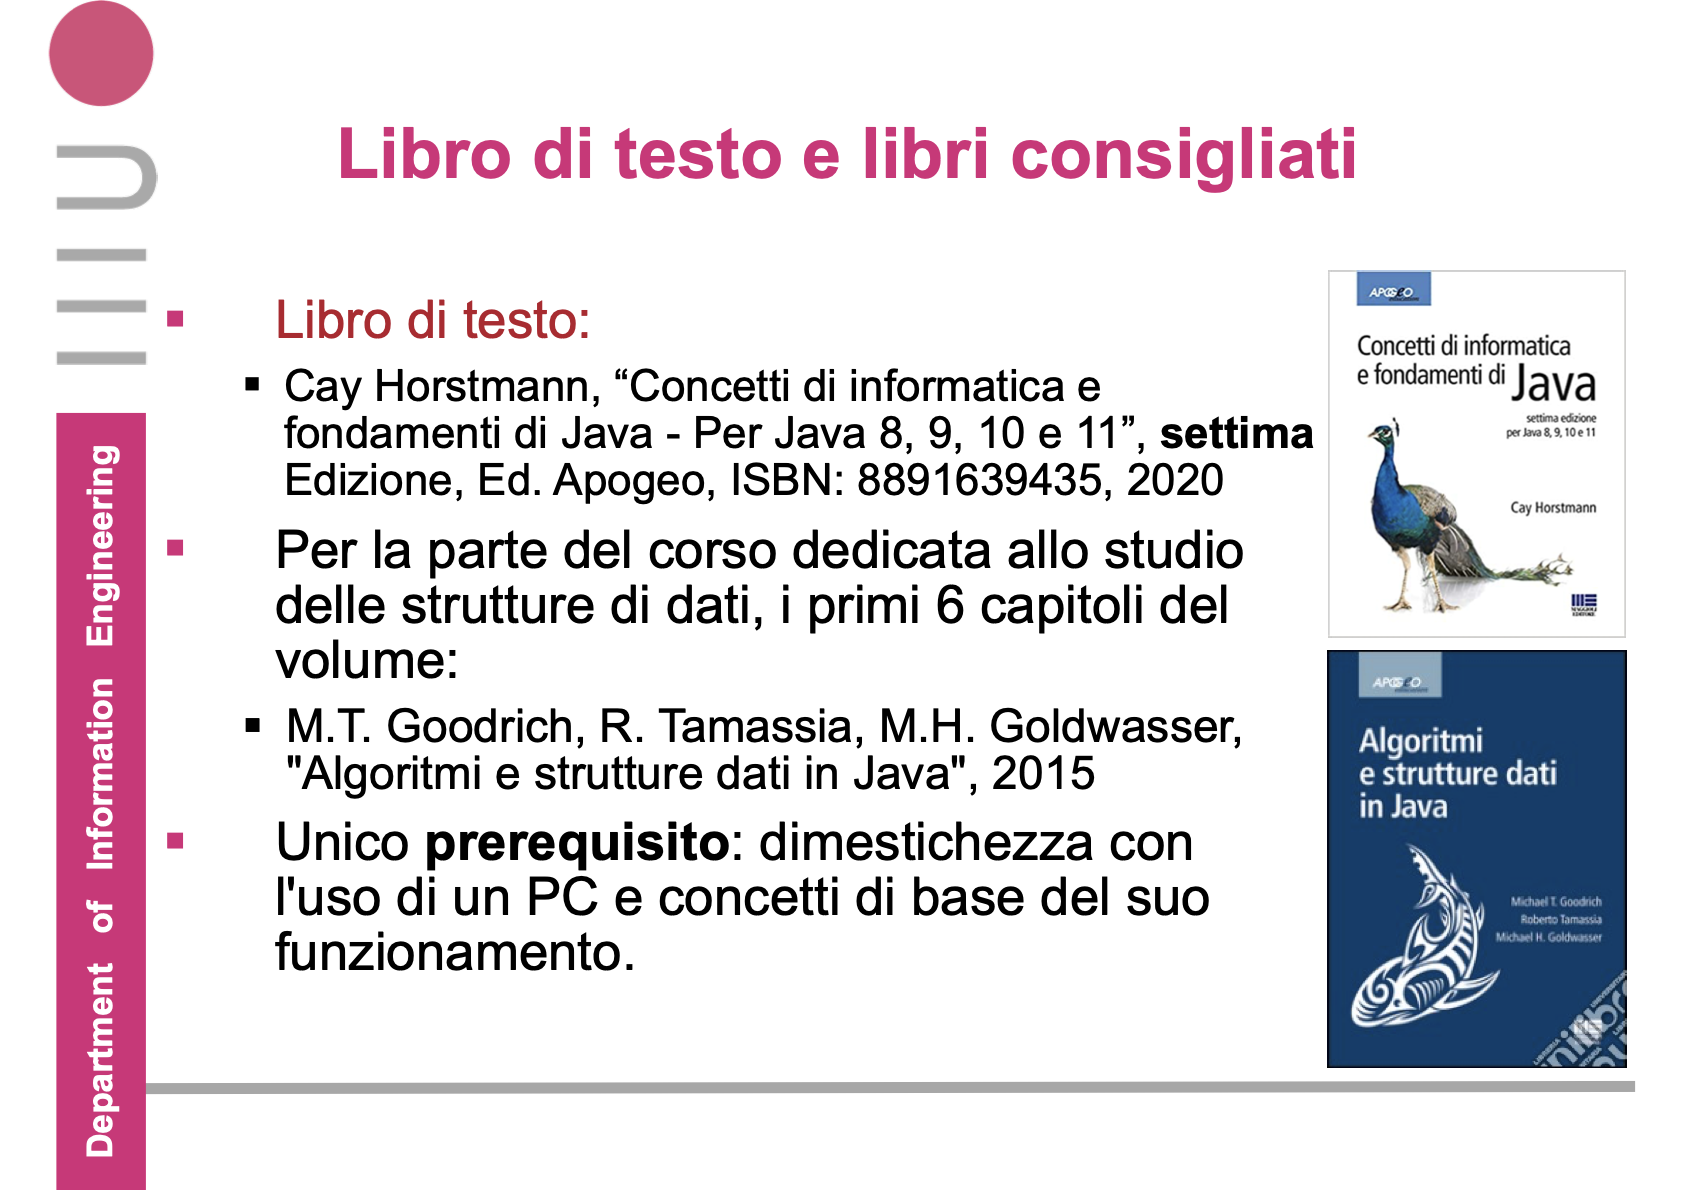 Libro di testo e libri consigliati
Libro di testo:
Cay Horstmann, “Concetti di informatica e
fondamenti di Java - Per Java 8, 9, 10 e 11”, settima
Edizione, Ed. Apogeo, ISBN: 8891639435, 2020
Per la parte del corso dedicata allo studio
delle strutture di dati, i primi 6 capitoli del
volume:
M.T. Goodrich, R. Tamassia, M.H. Goldwasser,
"Algoritmi e strutture dati in Java", 2015
Unico prerequisito: dimestichezza con
l'uso di un PC e concetti di base del suo
funzionamento.
Department of Information Engineering
APOGEO
Concetti di informatica
e fondamenti di Java
settima edizione
per Java 8, 9, 10 e 11
Cay Horstmann
MAGGIOLI
EDITORE
APOGEO
Algoritmi
e strutture dati
in Java
Michael T. Goodrich
Roberto Tamassia
Michael H. Goldwasser